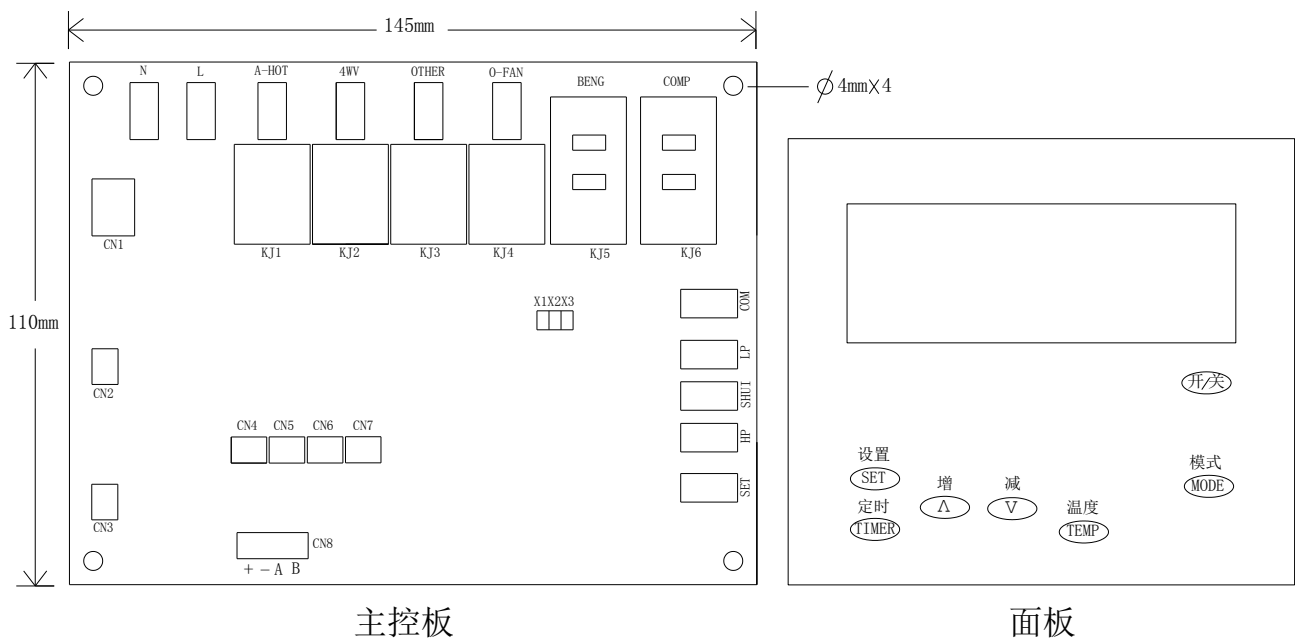 145mm
N L A-HOT 4WV OTHER O-FAN BENG COMP
4mm×4
CN1 KJ1 KJ2 KJ3 KJ4 KJ5 KJ6
X1X2X3
COM
110mm
LP
CN2
SHUI
CN4 CN5 CN6 CN7
HP
SET
CN3
CN8
+ - A B
主控板
开/关
设置
SET
增
Λ
减
V
模式
MODE
定时
TIMER
温度
TEMP
面板